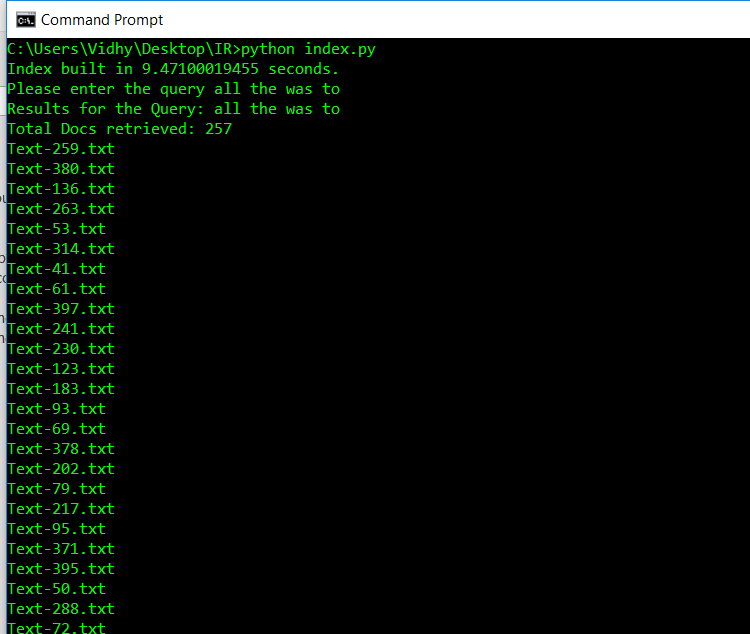 Command Prompt
C:\Users\Vidhy\Desktop\IR>python index.py
Index built in 9.47100019455 seconds.
Please enter the query all the was to
Results for the Query: all the was to
Total Docs retrieved: 257
Text-259.txt
Text-380.txt
Text-136.txt
Text-263.txt
Text-53.txt
Text-314.txt
Text-41.txt
Text-61.txt
Text-397.txt
Text-241.txt
Text-230.txt
Text-123.txt
Text-183.txt
Text-93.txt
Text-69.txt
Text-378.txt
Text-202.txt
Text-79.txt
Text-217.txt
Text-95.txt
Text-371.txt
Text-395.txt
Text-50.txt
Text-288.txt
Text-72.txt